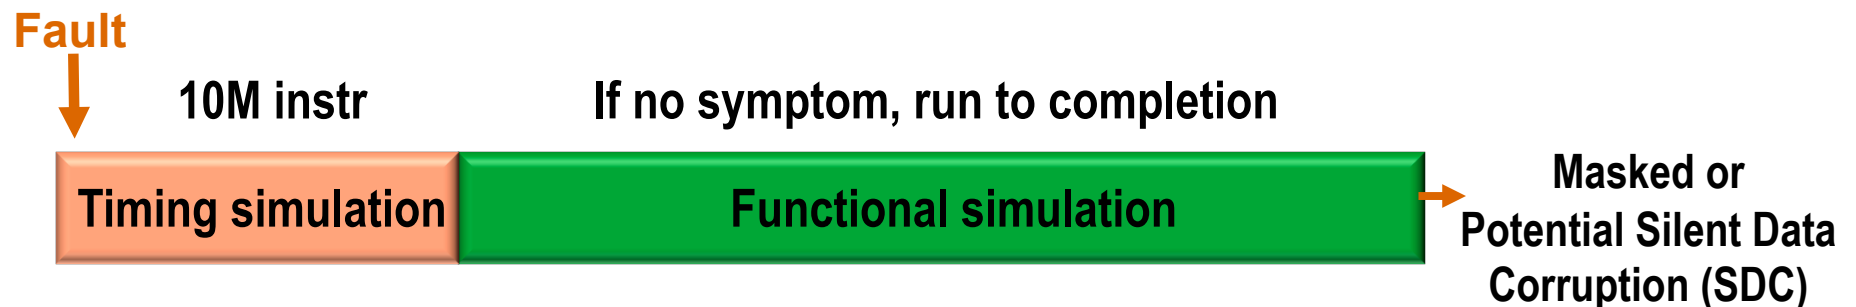 Fault
10M instr
If no symptom, run to completion
Timing simulation
Functional simulation
Masked or
Potential Silent Data
Corruption (SDC)